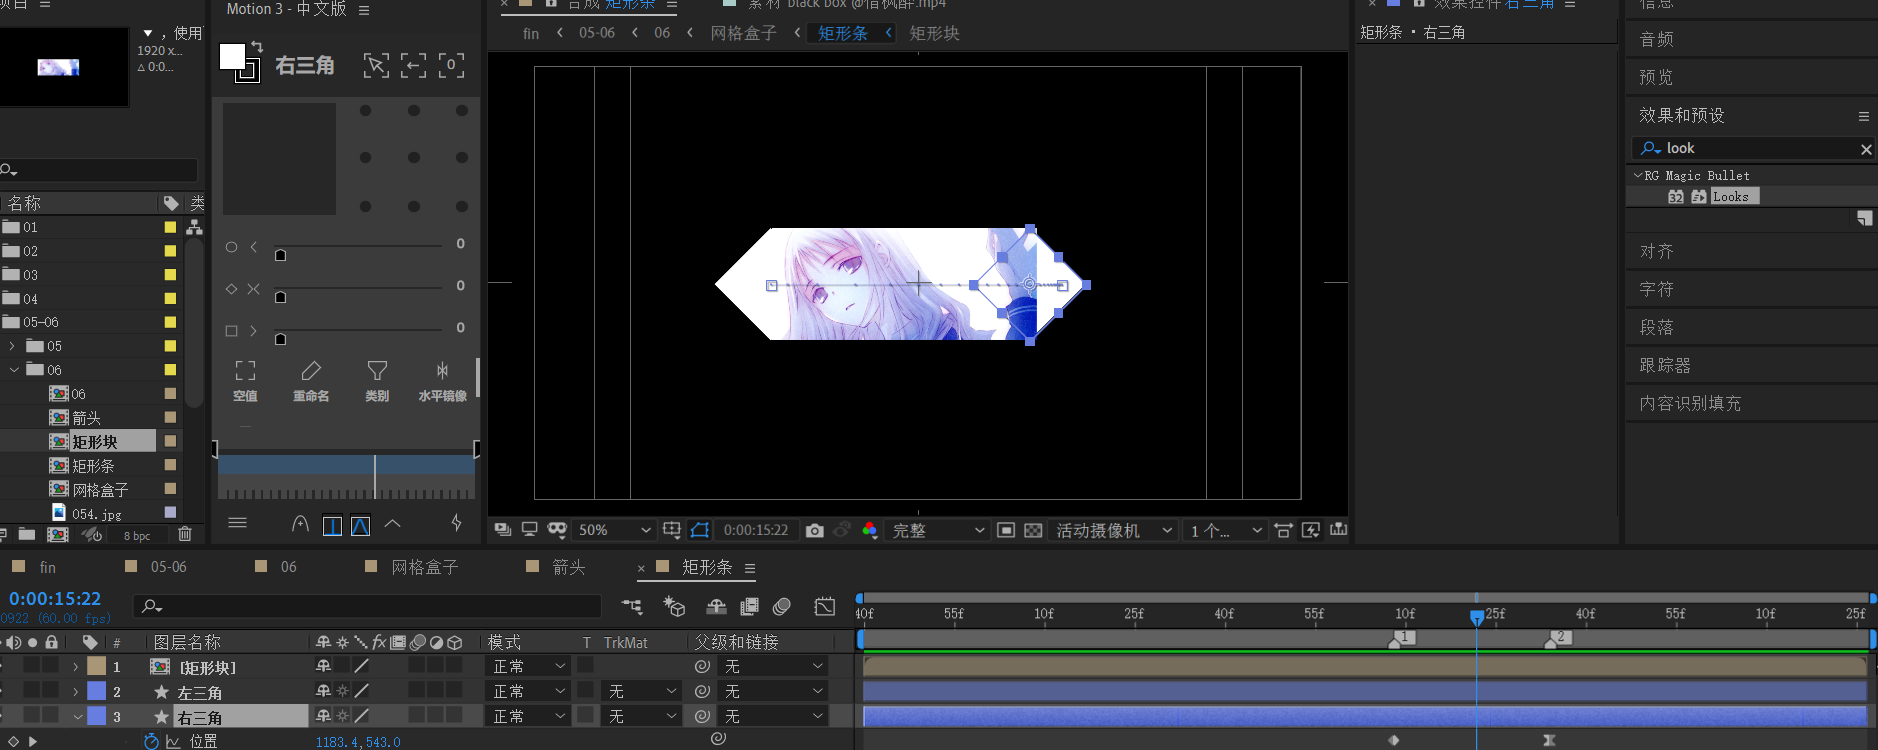 项目
，使用
1920 x...
Δ 0:0...
名称
类
01
02
03
04
05-06
05
06
06
箭头
矩形块
矩形条
网格盒子
054.jpg
8 bpc
Motion 3 - 中文版
右三角
0
0
0
0
空值
重命名
类别
水平镜像
合成 矩形条
素材 black box @惜枫醉.mp4
fin
05-06
06
网格盒子
矩形条
矩形块
50%
0:00:15:22
完整
活动摄像机
1 个...
效果控件 右三角
矩形条 · 右三角
信息
音频
预览
效果和预设
look
RG Magic Bullet
32
Looks
对齐
字符
段落
跟踪器
内容识别填充
fin
05-06
06
网格盒子
箭头
矩形条
0:00:15:22
0922 (60.00 fps)
40f
55f
10f
25f
40f
55f
10f
25f
40f
55f
10f
25f
1
2
#
图层名称
fx
模式
T
TrkMat
父级和链接
1
[矩形块]
正常
无
2
左三角
正常
无
无
3
右三角
正常
无
无
位置
1183.4,543.0